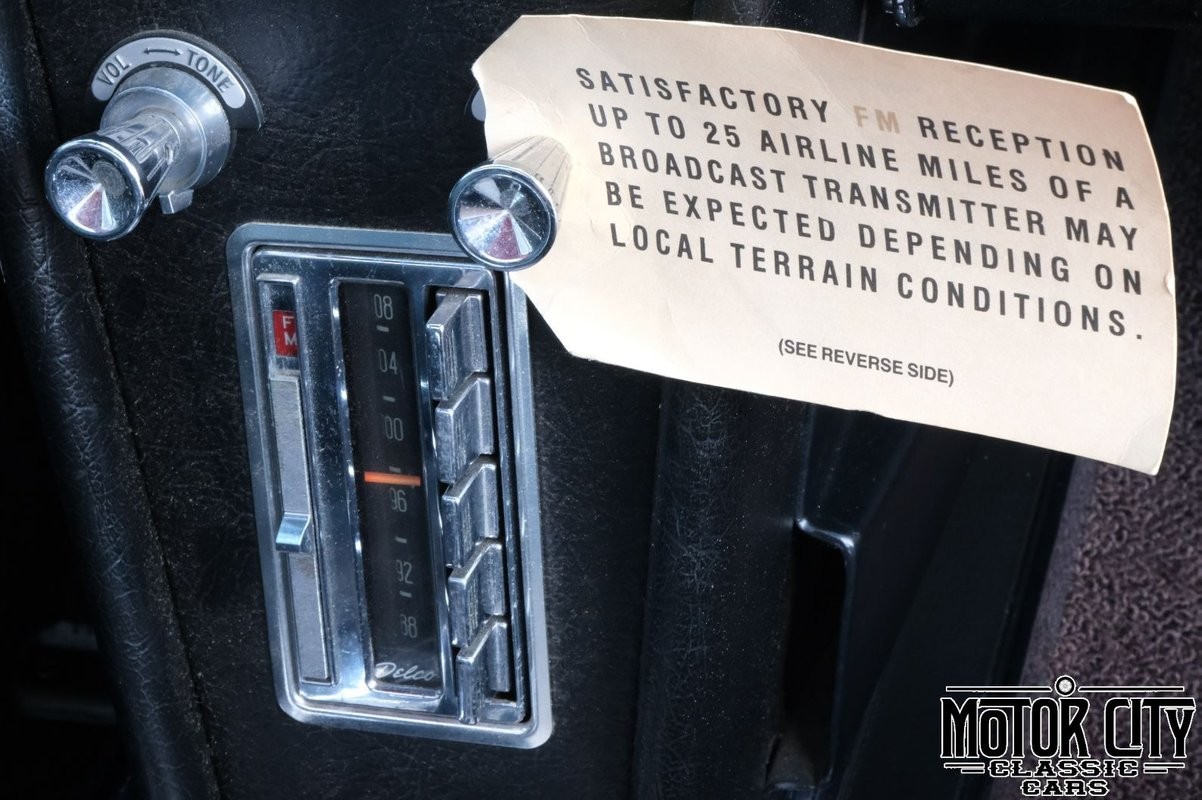 VOL ↔ TONE
SATISFACTORY FM RECEPTION
UP TO 25 AIRLINE MILES OF A
BROADCAST TRANSMITTER MAY
BE EXPECTED DEPENDING ON
LOCAL TERRAIN CONDITIONS.
(SEE REVERSE SIDE)
F
M
08
04
00
96
92
88
Delco
MOTOR CITY
CLASSIC
CARS